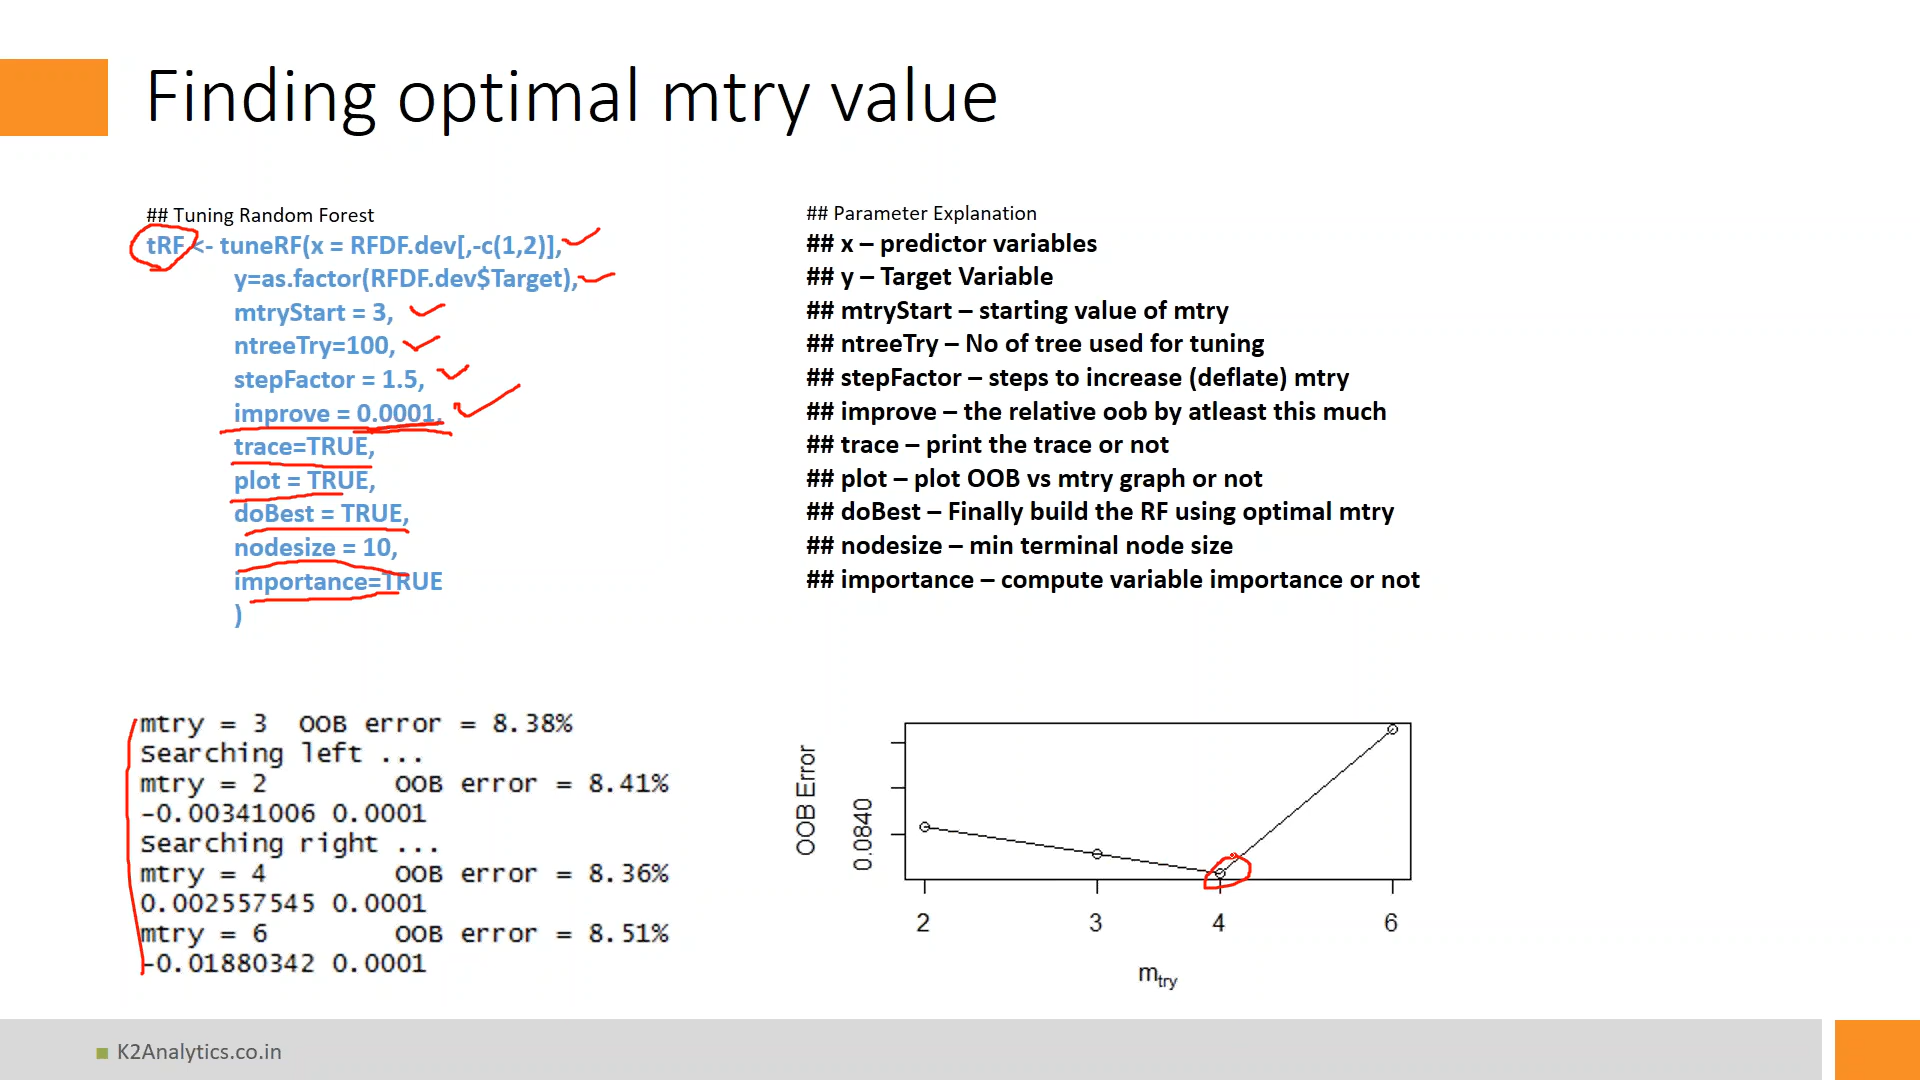 Finding optimal mtry value
## Tuning Random Forest
tRF <- tuneRF(x = RFDF.dev[,-c(1,2)],
y=as.factor(RFDF.dev$Target),
mtryStart = 3,
ntreeTry=100,
stepFactor = 1.5,
improve = 0.0001,
trace=TRUE,
plot = TRUE,
doBest = TRUE,
nodesize = 10,
importance=TRUE
)
## Parameter Explanation
## x – predictor variables
## y – Target Variable
## mtryStart – starting value of mtry
## ntreeTry – No of tree used for tuning
## stepFactor – steps to increase (deflate) mtry
## improve – the relative oob by atleast this much
## trace – print the trace or not
## plot – plot OOB vs mtry graph or not
## doBest – Finally build the RF using optimal mtry
## nodesize – min terminal node size
## importance – compute variable importance or not
mtry = 3 OOB error = 8.38%
Searching left ...
mtry = 2 OOB error = 8.41%
-0.00341006 0.0001
Searching right ...
mtry = 4 OOB error = 8.36%
0.002557545 0.0001
mtry = 6 OOB error = 8.51%
-0.01880342 0.0001
OOB Error
0.0840
2 3 4 6
mtry
K2Analytics.co.in